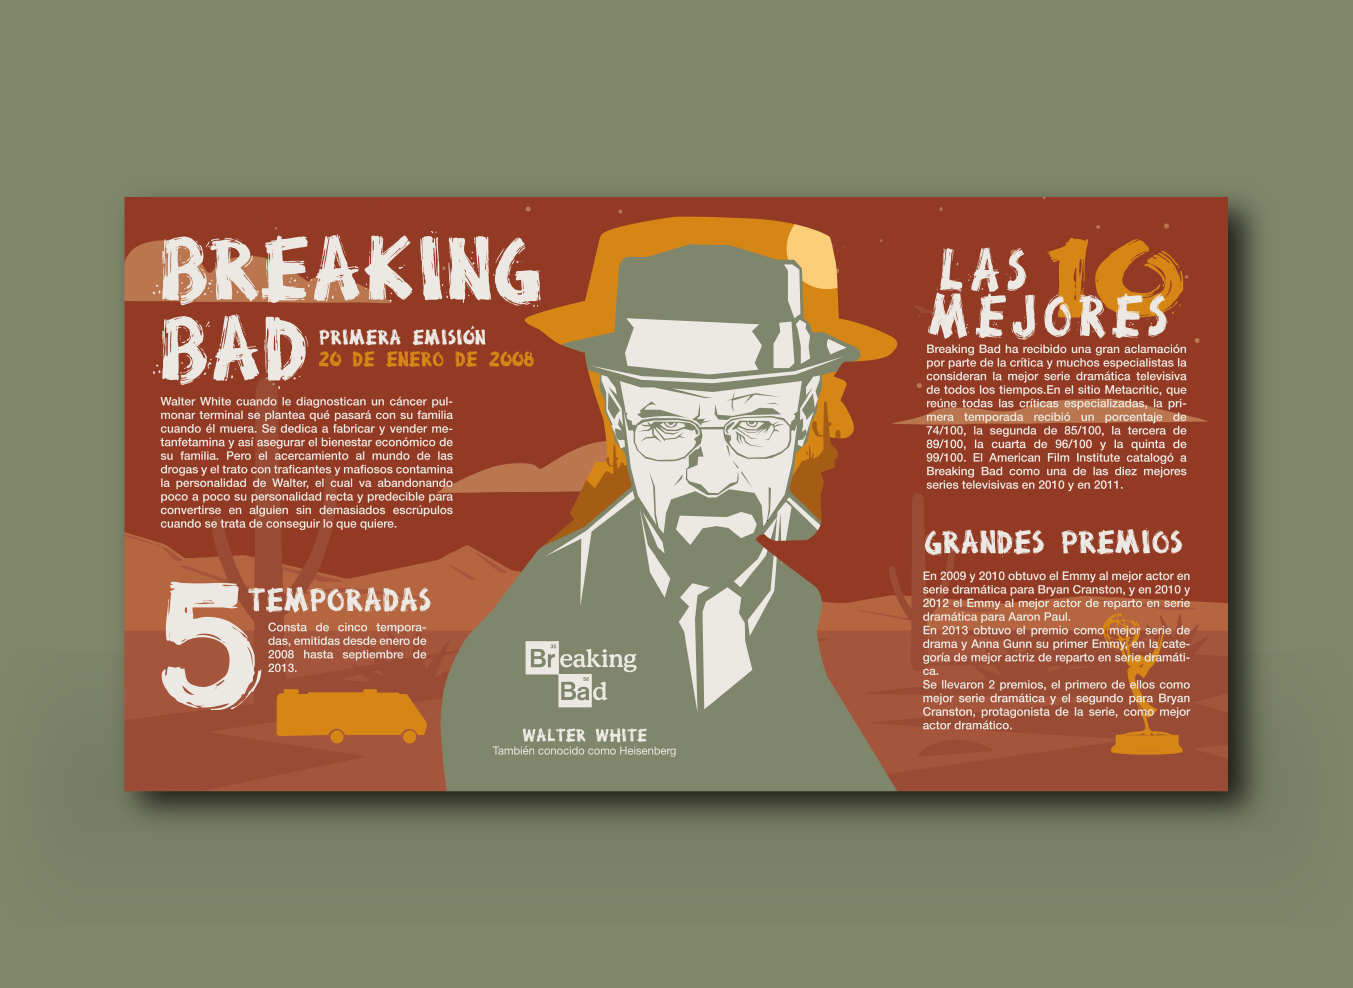 BREAKING
BAD
PRIMERA EMISIÓN
20 DE ENERO DE 2008
Walter White cuando le diagnostican un cáncer pul-
monar terminal se plantea qué pasará con su familia
cuando él muera. Se dedica a fabricar y vender me-
tanfetamina y así asegurar el bienestar económico de
su familia. Pero el acercamiento al mundo de las
drogas y el trato con traficantes y mafiosos contamina
la personalidad de Walter, el cual va abandonando
poco a poco su personalidad recta y predecible para
convertirse en alguien sin demasiados escrúpulos
cuando se trata de conseguir lo que quiere.
5 TEMPORADAS
Consta de cinco tempora-
das, emitidas desde enero de
2008 hasta septiembre de
2013.
35
Breaking
56
Bad
WALTER WHITE
También conocido como Heisenberg
LAS 10
MEJORES
Breaking Bad ha recibido una gran aclamación
por parte de la crítica y muchos especialistas la
consideran la mejor serie dramática televisiva
de todos los tiempos.En el sitio Metacritic, que
reúne todas las críticas especializadas, la pri-
mera temporada recibió un porcentaje de
74/100, la segunda de 85/100, la tercera de
89/100, la cuarta de 96/100 y la quinta de
99/100. El American Film Institute catalogó a
Breaking Bad como una de las diez mejores
series televisivas en 2010 y en 2011.
GRANDES PREMIOS
En 2009 y 2010 obtuvo el Emmy al mejor actor en
serie dramática para Bryan Cranston, y en 2010 y
2012 el Emmy al mejor actor de reparto en serie
dramática para Aaron Paul.
En 2013 obtuvo el premio como mejor serie de
drama y Anna Gunn su primer Emmy, en la cate-
goría de mejor actriz de reparto en serie dramáti-
ca.
Se llevaron 2 premios, el primero de ellos como
mejor serie dramática y el segundo para Bryan
Cranston, protagonista de la serie, como mejor
actor dramático.